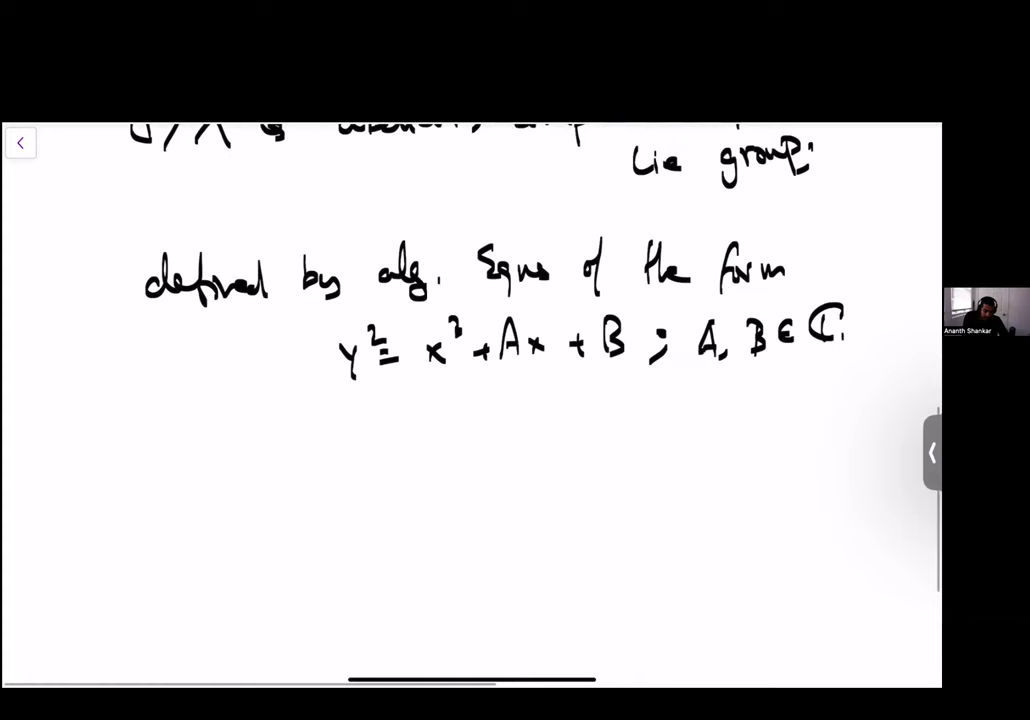 Lie group.
defined by alg. Eqns of the form
y² = x³ + Ax + B ; A, B ∈ ℂ.
Ananth Shankar